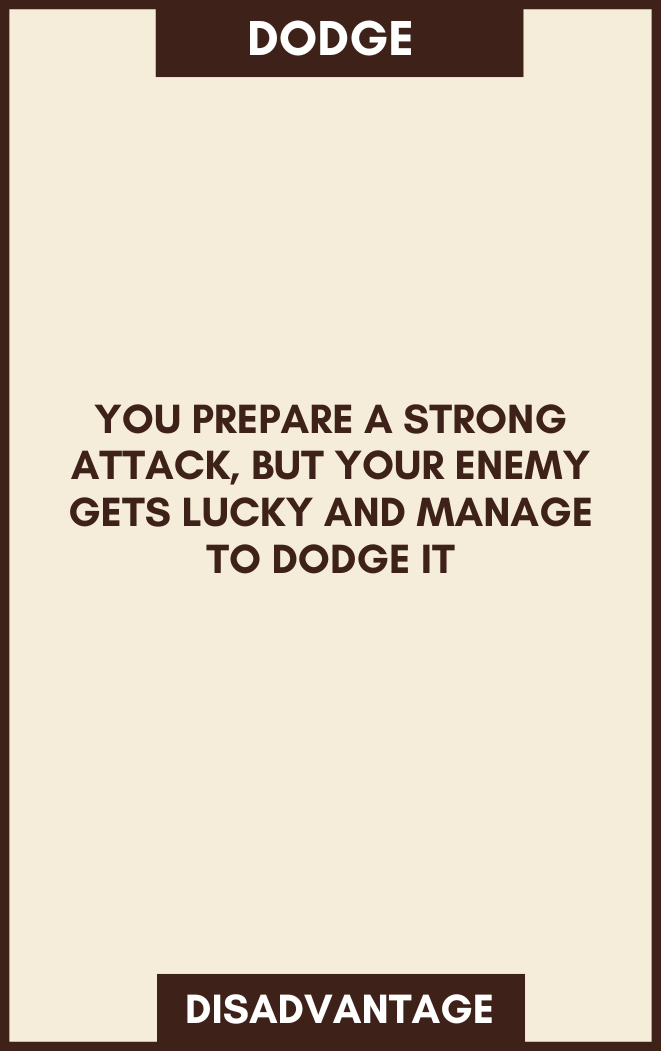 DODGE
YOU PREPARE A STRONG
ATTACK, BUT YOUR ENEMY
GETS LUCKY AND MANAGE
TO DODGE IT
DISADVANTAGE